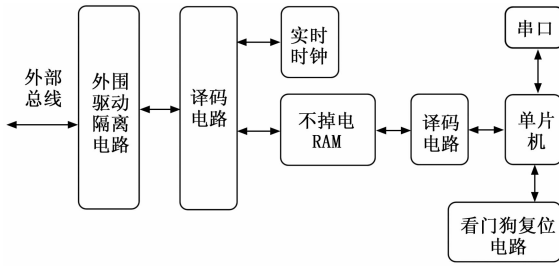 外部
总线
外围
驱动
隔离
电路
译码
电路
实时
时钟
不掉电
RAM
译码
电路
串口
单片
机
看门狗复位
电路